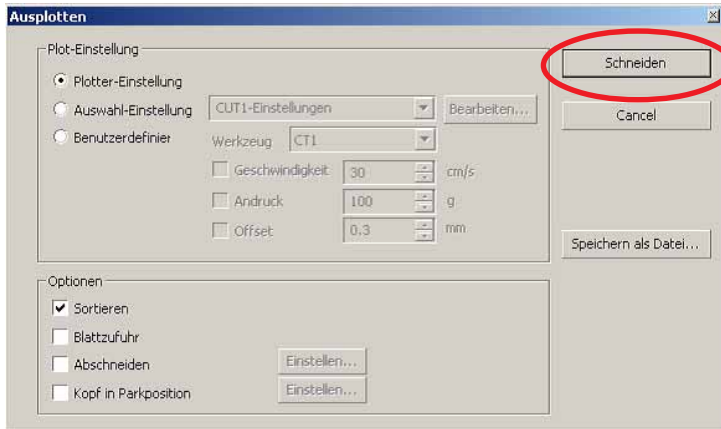 Ausplotten
Plot-Einstellung
Plotter-Einstellung
Auswahl-Einstellung CUT1-Einstellungen Bearbeiten...
Benutzerdefinier Werkzeug CT1
Geschwindigkeit 30 cm/s
Andruck 100 g
Offset 0.3 mm
Schneiden
Cancel
Speichern als Datei...
Optionen
Sortieren
Blattzufuhr
Abschneiden Einstellen...
Kopf in Parkposition Einstellen...